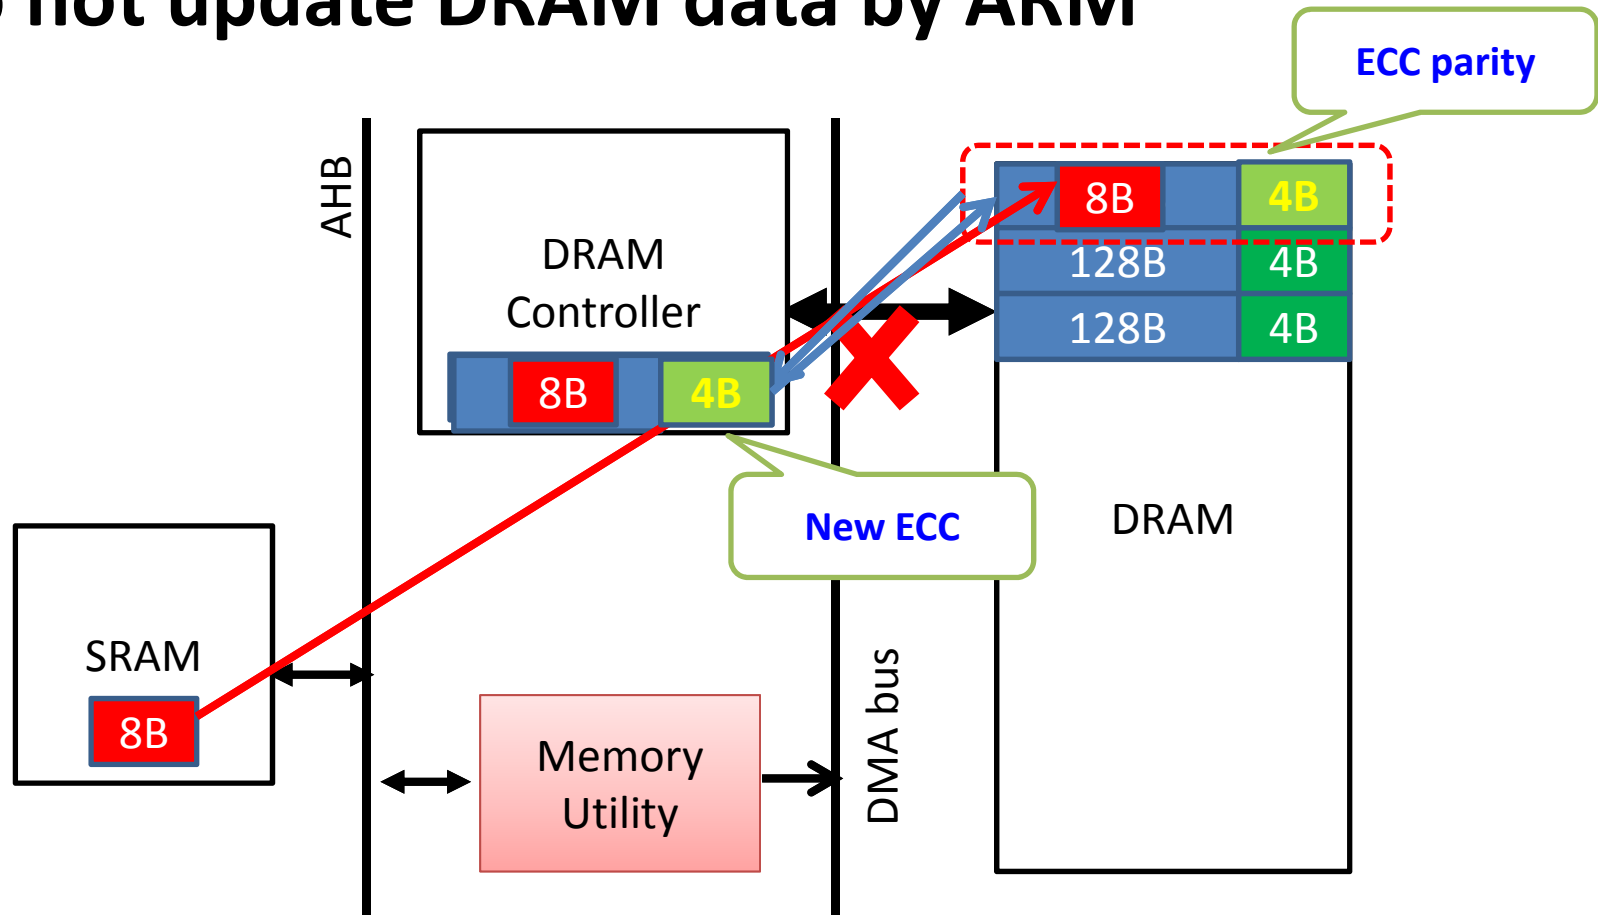 not update DRAM data by ARM
ECC parity
AHB
DRAM
Controller
8B
4B
8B
4B
128B
4B
128B
4B
New ECC
DRAM
SRAM
8B
Memory
Utility
DMA bus